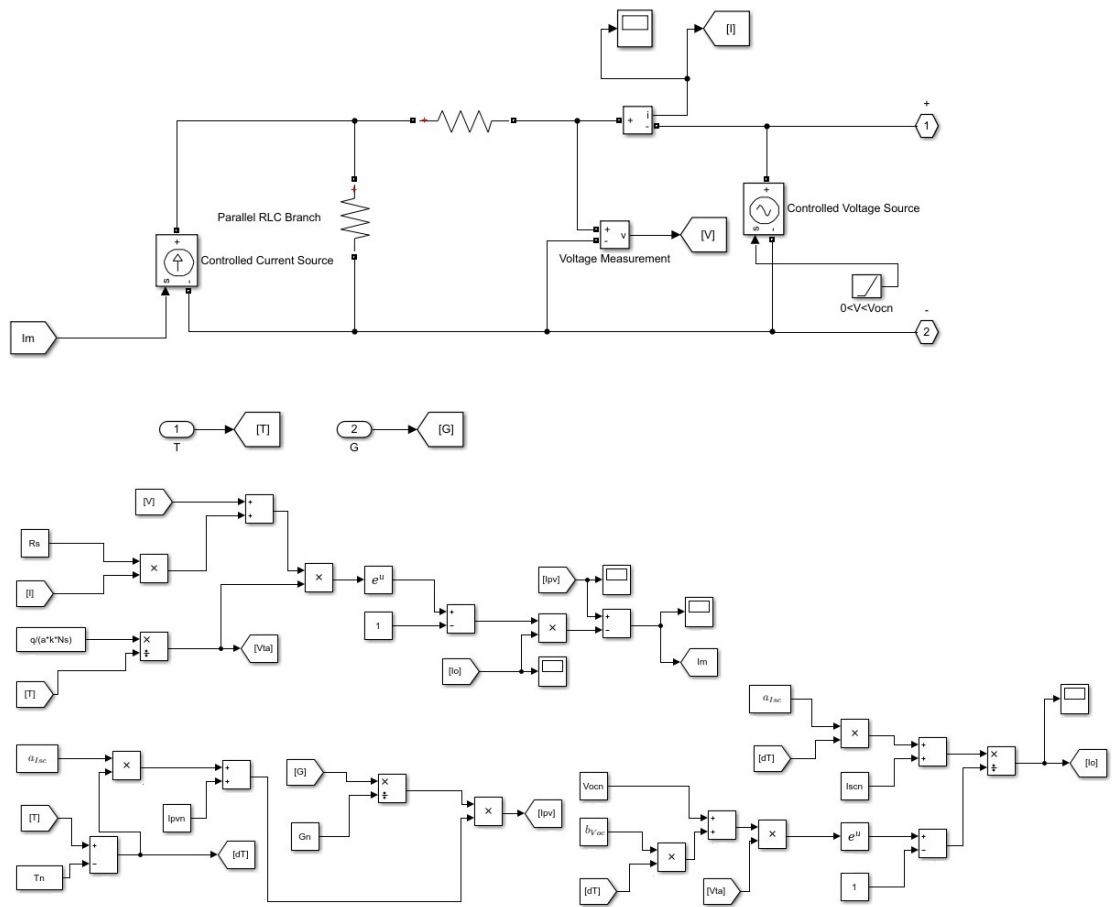 [I]
i
+
-
+
1
+
+
Parallel RLC Branch
+
Controlled Current Source
s
-
+
-
v
[V]
Voltage Measurement
+
Controlled Voltage Source
s
-
0<V<Vocn
Im
-
2
1
T
[T]
2
G
[G]
[V]
+
+
Rs
×
[I]
×
e^u
[Ipv]
+
−
1
+
−
×
q/(a*k*Ns)
×
÷
[Vta]
[Io]
Im
[T]
a_Isc
×
+
+
[T]
Ipvn
+
−
Tn
[dT]
[G]
×
÷
Gn
×
[Ipv]
a_Isc
×
[dT]
+
+
Iscn
×
÷
[Io]
Vocn
b_Voc
+
+
×
×
e^u
+
−
[dT]
[Vta]
1